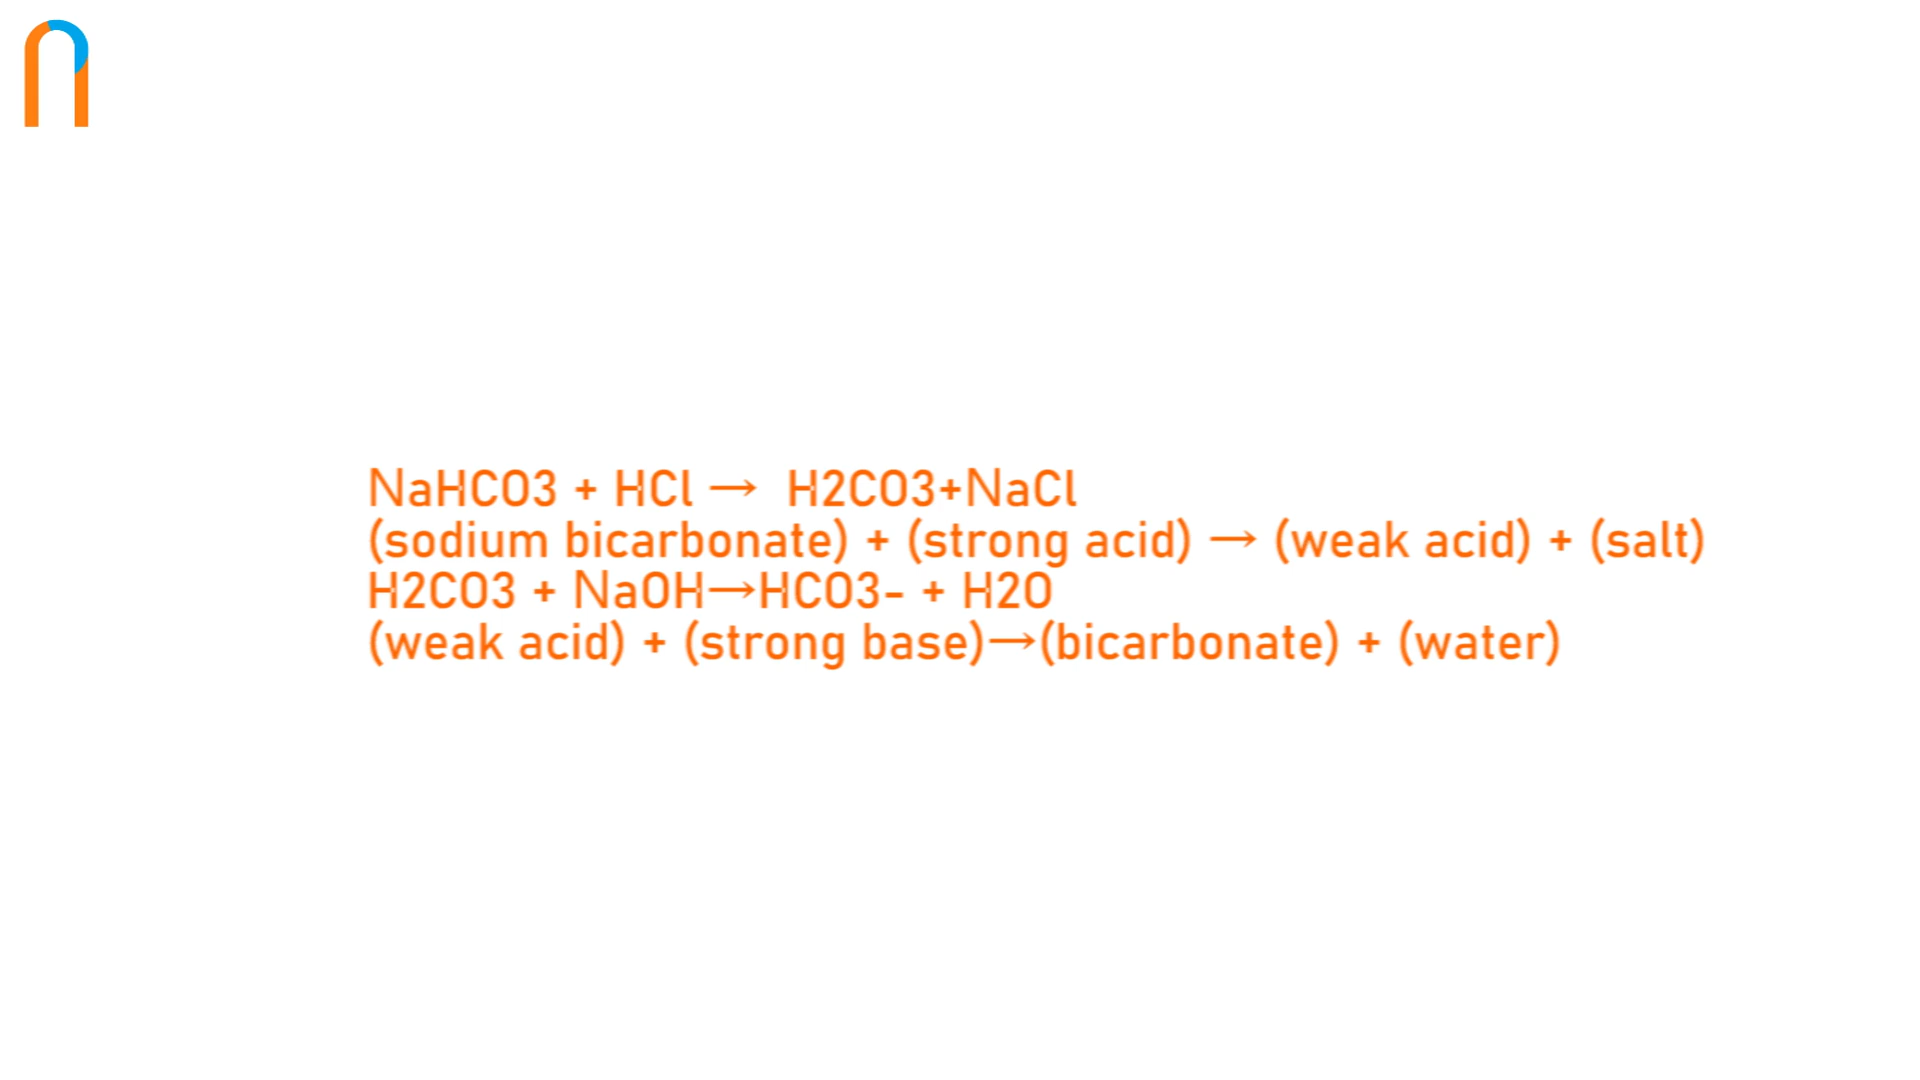 NaHCO3 + HCl → H2CO3+NaCl
(sodium bicarbonate) + (strong acid) → (weak acid) + (salt)
H2CO3 + NaOH→HCO3- + H2O
(weak acid) + (strong base)→(bicarbonate) + (water)